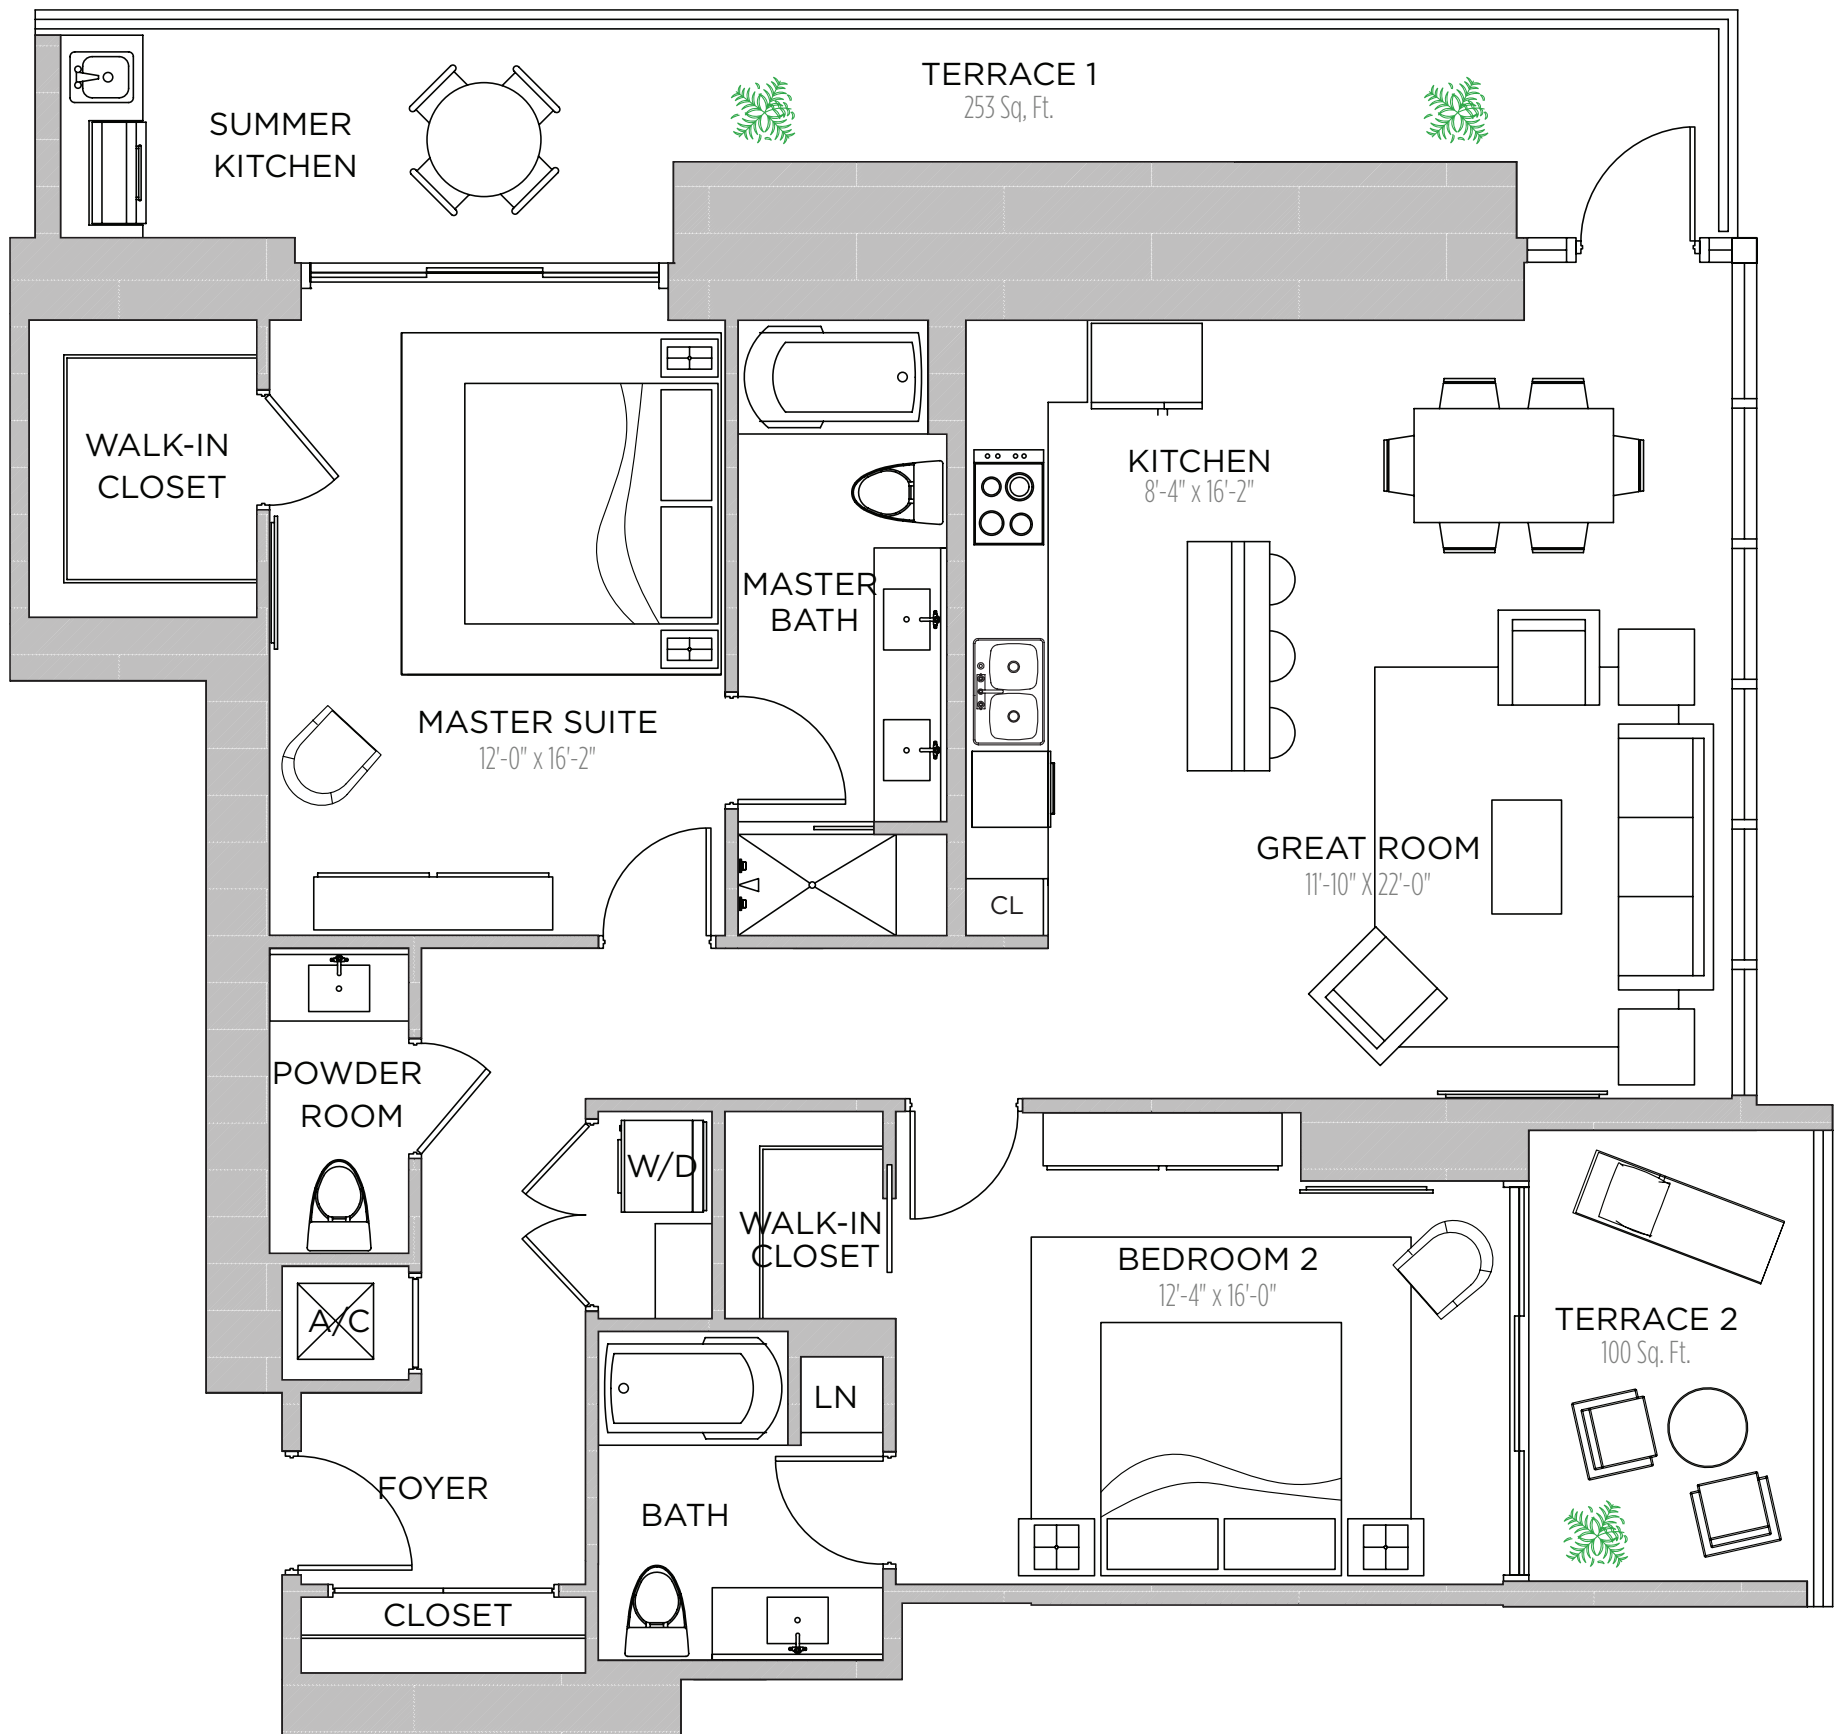 TERRACE 1
253 Sq, Ft.
SUMMER
KITCHEN
WALK-IN
CLOSET
KITCHEN
8'-4" x 16'-2"
MASTER
BATH
MASTER SUITE
12'-0" x 16'-2"
GREAT ROOM
11'-10" X 22'-0"
CL
POWDER
ROOM
W/D
WALK-IN
CLOSET
BEDROOM 2
12'-4" x 16'-0"
A/C
TERRACE 2
100 Sq. Ft.
LN
FOYER
BATH
CLOSET